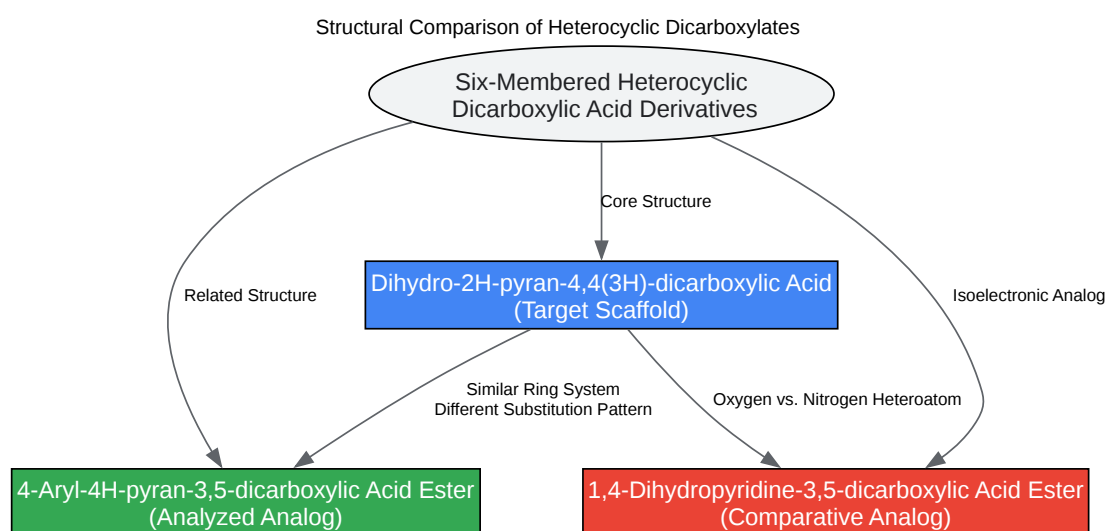 Structural Comparison of Heterocyclic Dicarboxylates
Six-Membered Heterocyclic
Dicarboxylic Acid Derivatives
Core Structure
Dihydro-2H-pyran-4,4(3H)-dicarboxylic Acid
(Target Scaffold)
Related Structure
Isoelectronic Analog
Similar Ring System
Different Substitution Pattern
Oxygen vs. Nitrogen Heteroatom
4-Aryl-4H-pyran-3,5-dicarboxylic Acid Ester
(Analyzed Analog)
1,4-Dihydropyridine-3,5-dicarboxylic Acid Ester
(Comparative Analog)